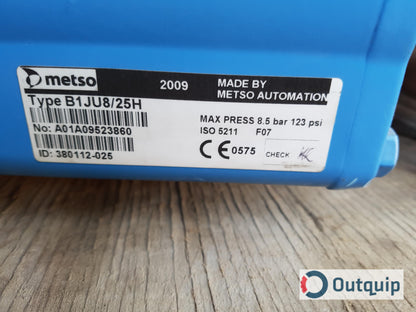 metso 2009 MADE BY
METSO AUTOMATION
Type B1JU8/25H
MAX PRESS 8.5 bar 123 psi
No: A01A09523860
ISO 5211 F07
ID: 380112-025
CE 0575 CHECK
Outquip